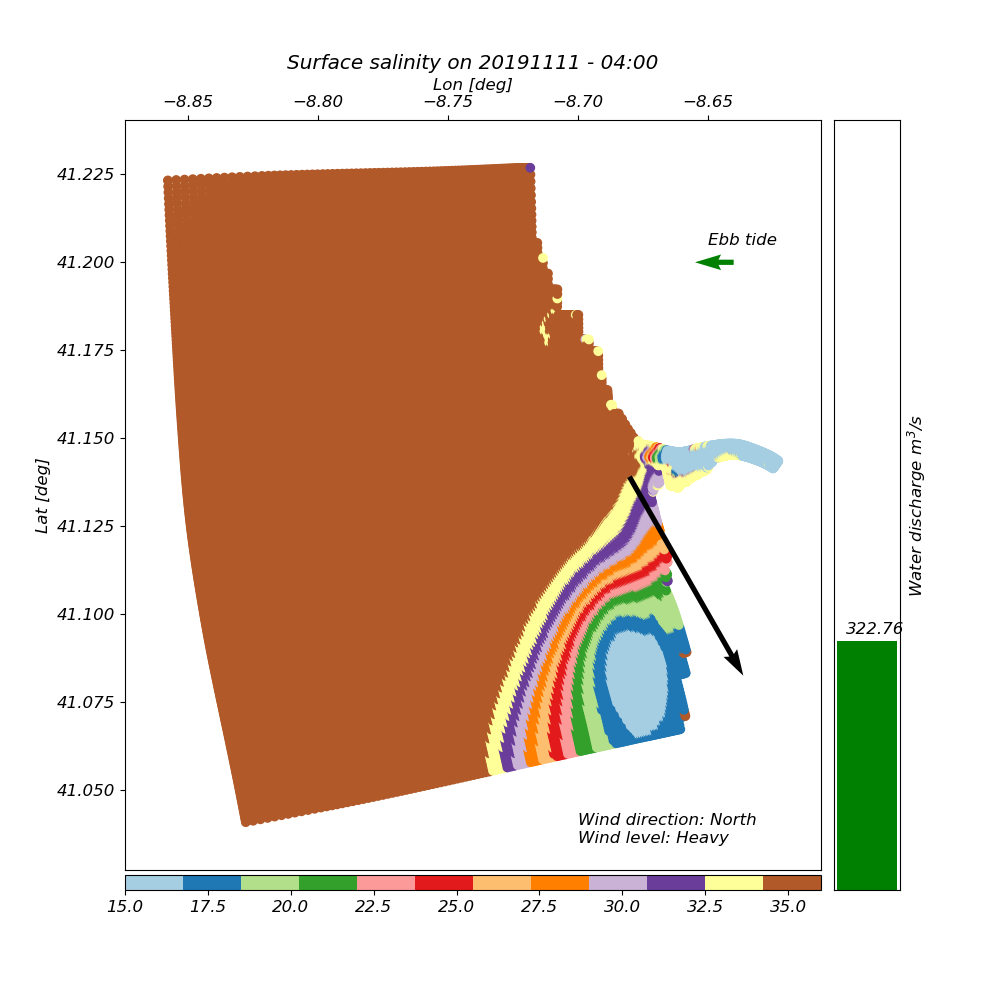 Surface salinity on 20191111 - 04:00
Lon [deg]
−8.85 −8.80 −8.75 −8.70 −8.65
41.225
41.200
41.175
41.150
41.125
41.100
41.075
41.050
Lat [deg]
Ebb tide
Wind direction: North
Wind level: Heavy
322.76
Water discharge m³/s
15.0 17.5 20.0 22.5 25.0 27.5 30.0 32.5 35.0